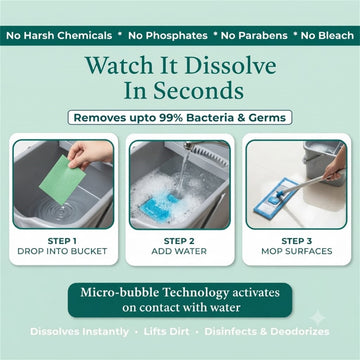 No Harsh Chemicals * No Phosphates * No Parabens * No Bleach
Watch It Dissolve
In Seconds
Removes upto 99% Bacteria & Germs
STEP 1
DROP INTO BUCKET
STEP 2
ADD WATER
STEP 3
MOP SURFACES
Micro-bubble Technology activates
on contact with water
Dissolves Instantly · Lifts Dirt · Disinfects & Deodorizes